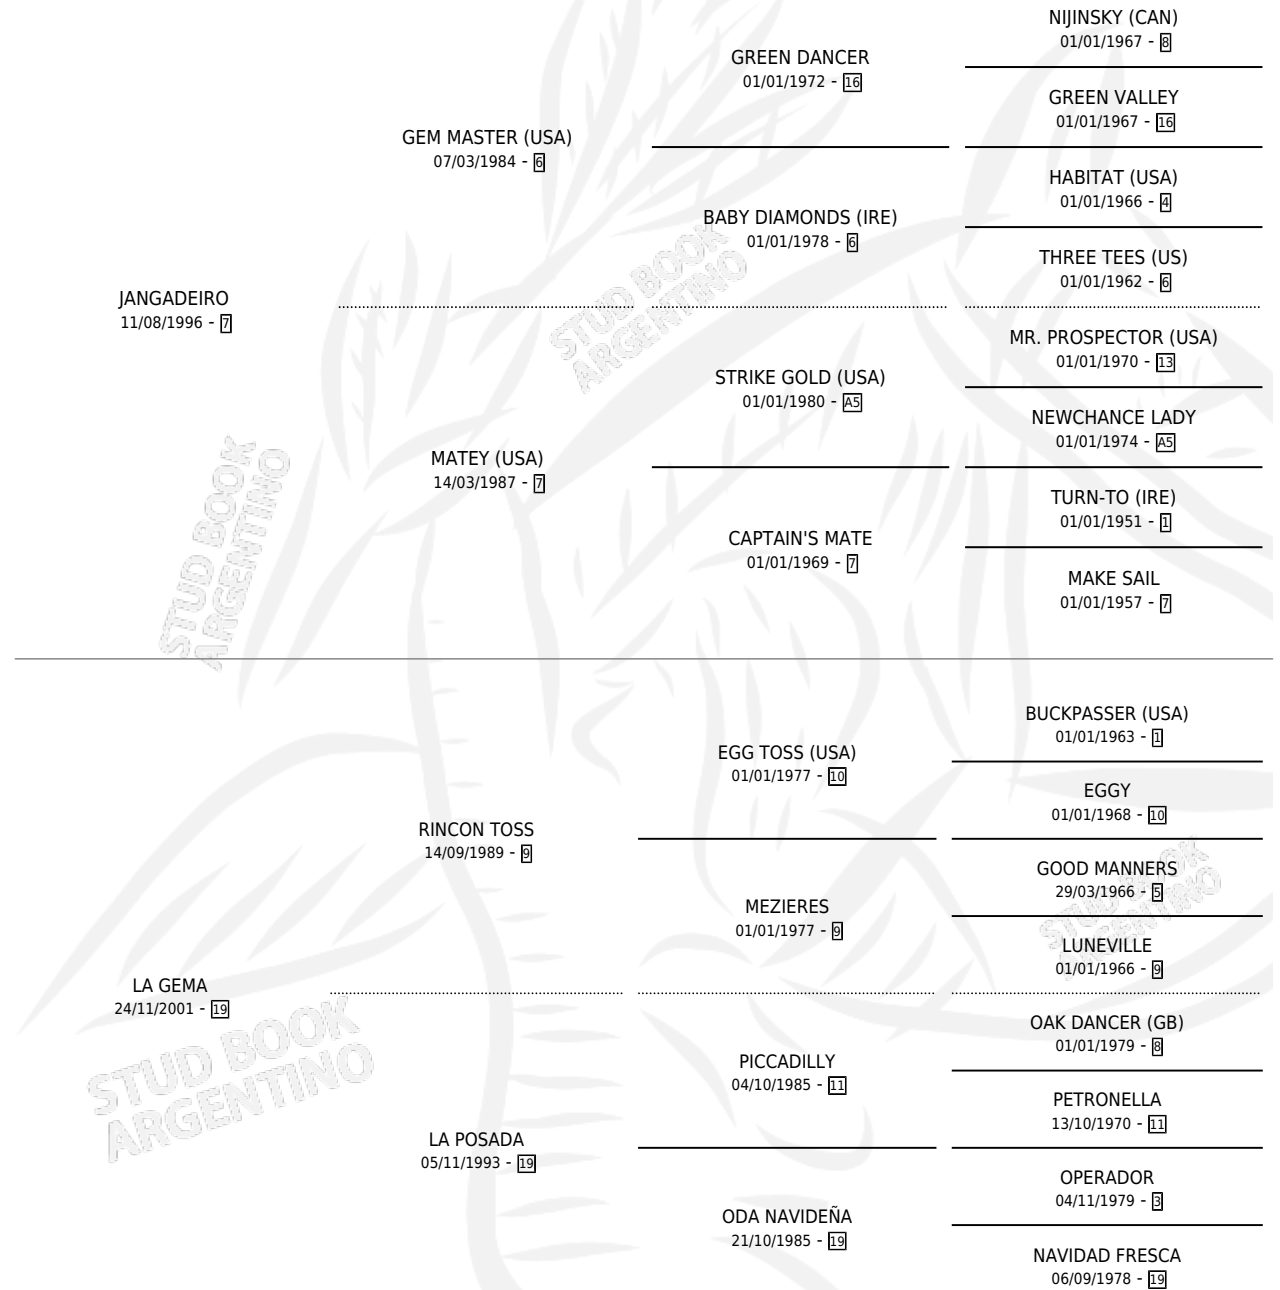 NIJINSKY (CAN)
01/01/1967 - 8
GREEN DANCER
01/01/1972 - 16
GREEN VALLEY
01/01/1967 - 16
GEM MASTER (USA)
07/03/1984 - 6
HABITAT (USA)
01/01/1966 - 4
BABY DIAMONDS (IRE)
01/01/1978 - 6
THREE TEES (US)
01/01/1962 - 6
JANGADEIRO
11/08/1996 - 7
STUD BOOK
ARGENTINO
MR. PROSPECTOR (USA)
01/01/1970 - 13
STRIKE GOLD (USA)
01/01/1980 - A5
NEWCHANCE LADY
01/01/1974 - A5
MATEY (USA)
14/03/1987 - 7
TURN-TO (IRE)
01/01/1951 - 1
CAPTAIN'S MATE
01/01/1969 - 7
MAKE SAIL
01/01/1957 - 7
STUD BOOK
ARGENTINO
BUCKPASSER (USA)
01/01/1963 - 1
EGG TOSS (USA)
01/01/1977 - 10
EGGY
01/01/1968 - 10
RINCON TOSS
14/09/1989 - 9
GOOD MANNERS
29/03/1966 - 5
MEZIERES
01/01/1977 - 9
LUNEVILLE
01/01/1966 - 9
STUD BOOK
ARGENTINO
LA GEMA
24/11/2001 - 19
OAK DANCER (GB)
01/01/1979 - 8
PICCADILLY
04/10/1985 - 11
PETRONELLA
13/10/1970 - 11
STUD BOOK
ARGENTINO
LA POSADA
05/11/1993 - 19
OPERADOR
04/11/1979 - 3
ODA NAVIDEÑA
21/10/1985 - 19
NAVIDAD FRESCA
06/09/1978 - 19